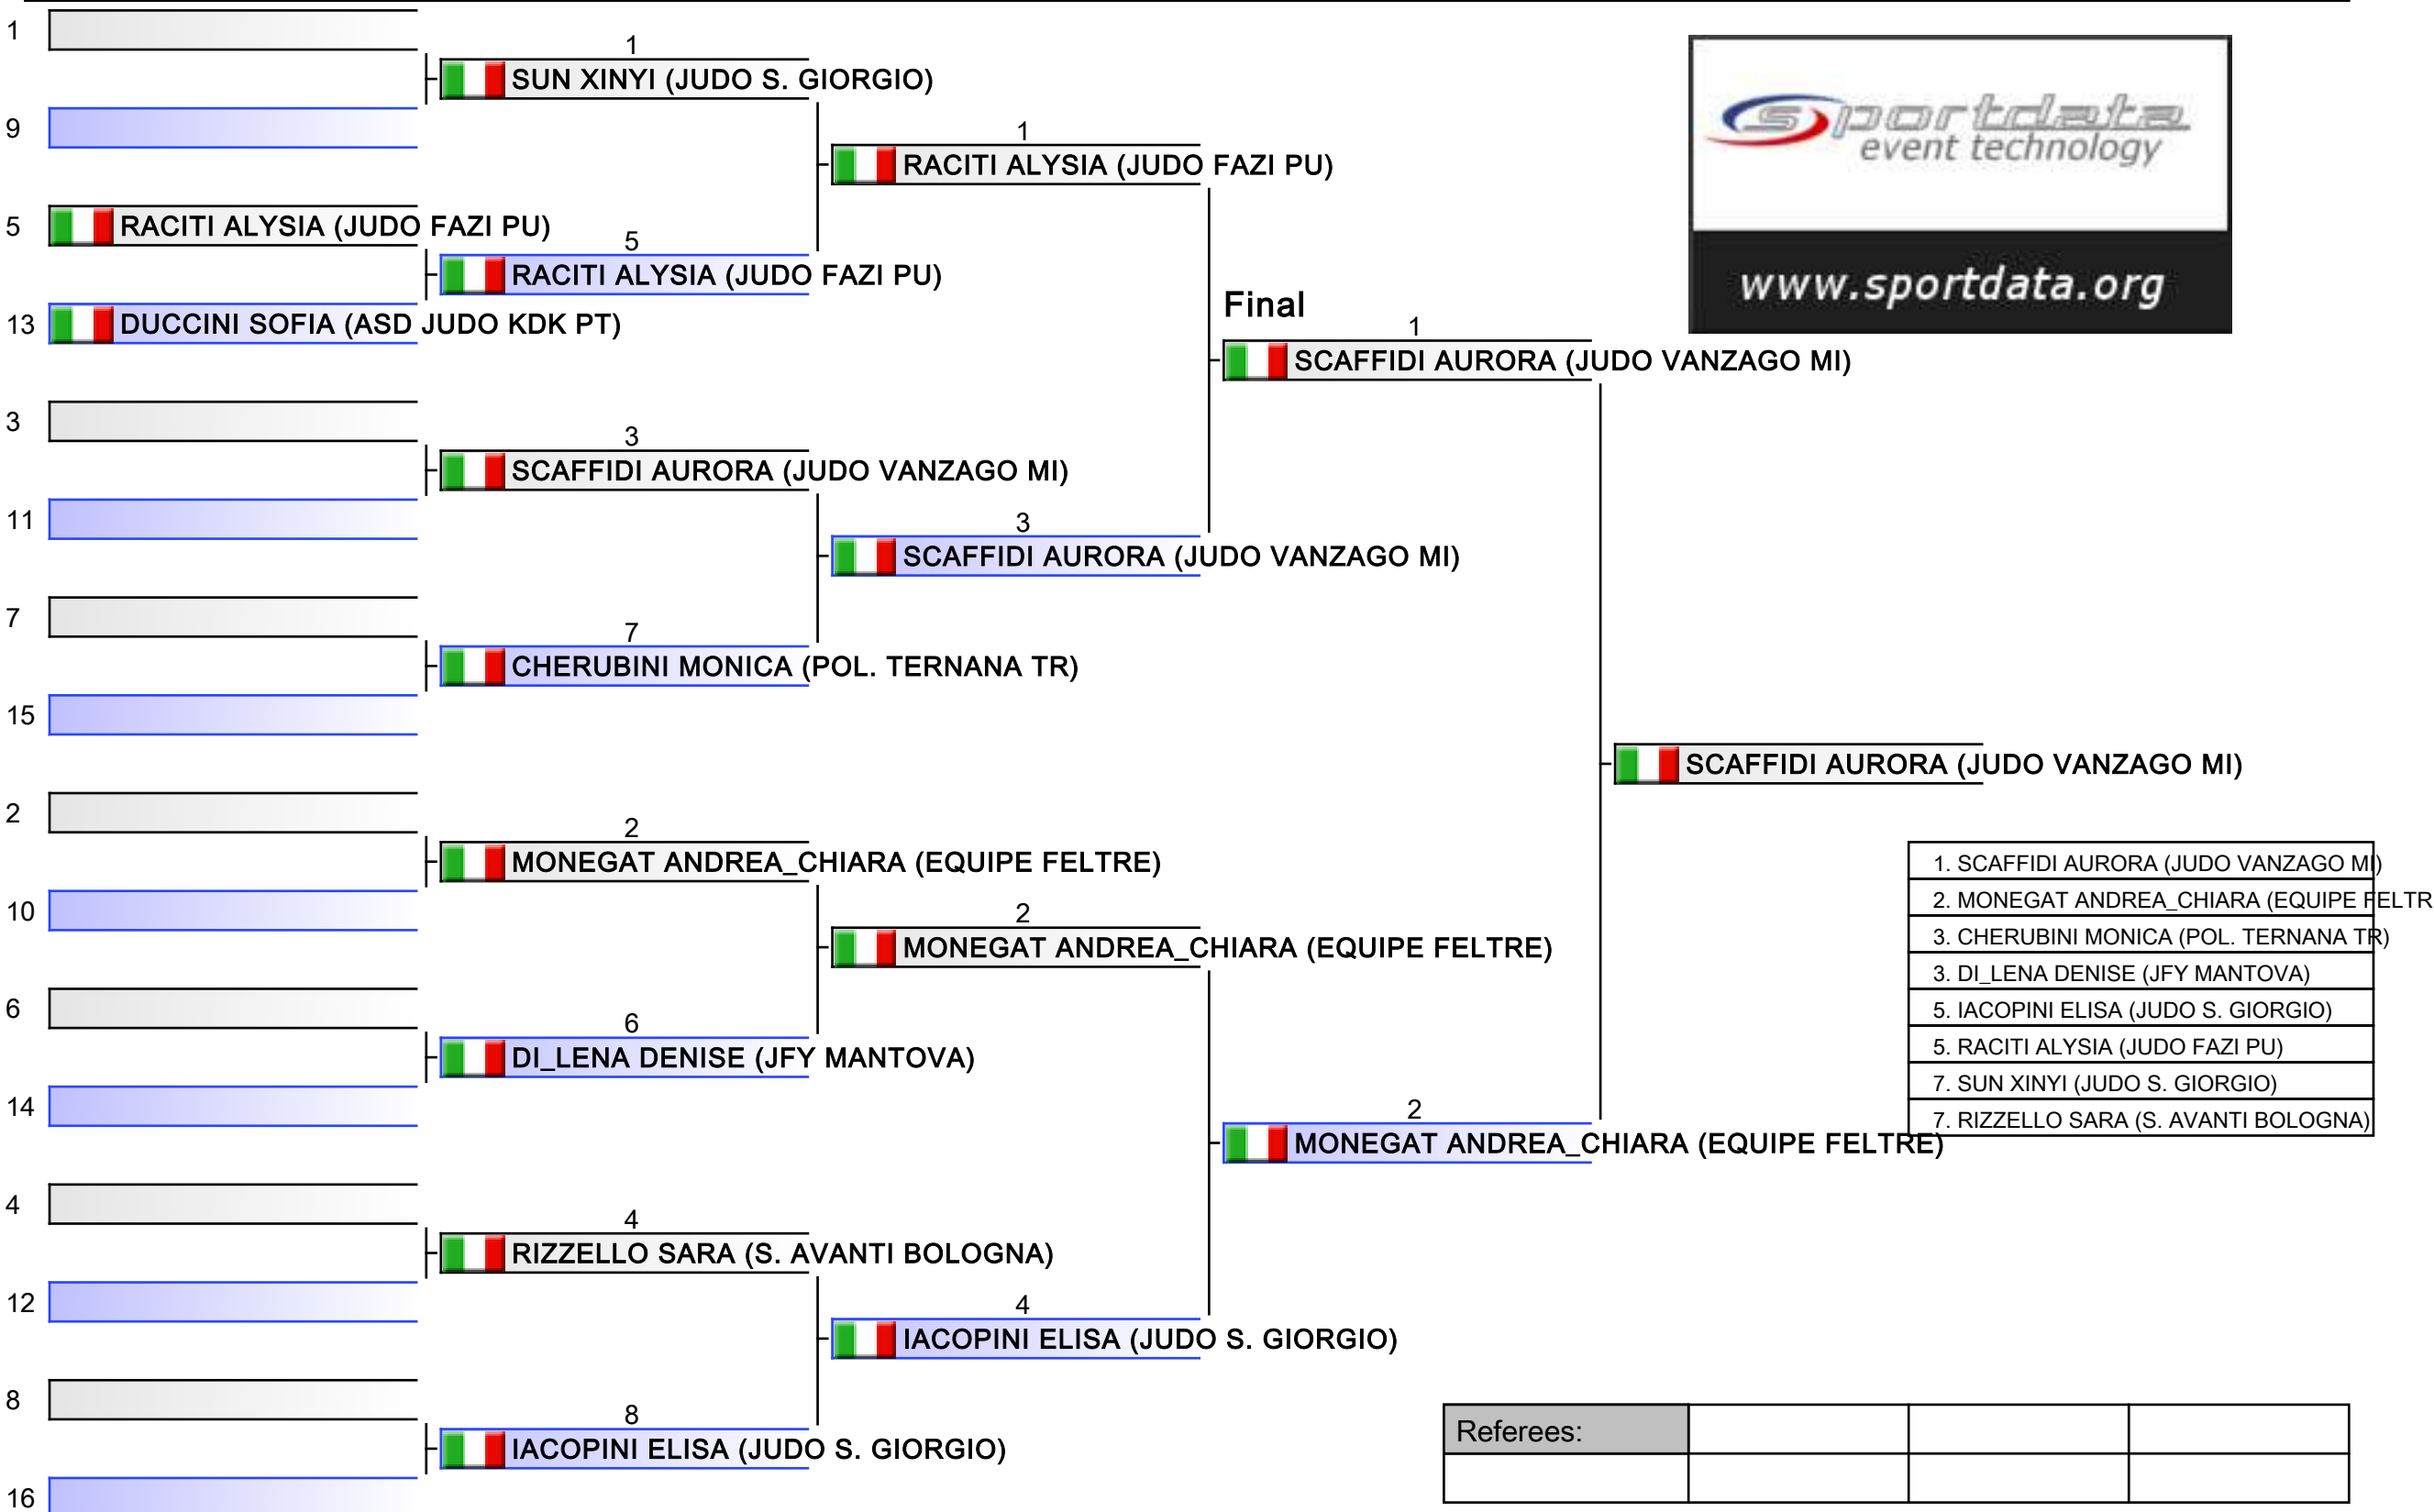 1
1
SUN XINYI (JUDO S. GIORGIO)
9
1
RACITI ALYSIA (JUDO FAZI PU)
5
RACITI ALYSIA (JUDO FAZI PU)
5
RACITI ALYSIA (JUDO FAZI PU)
13
DUCCINI SOFIA (ASD JUDO KDK PT)
sportdata
event technology
www.sportdata.org
Final
1
SCAFFIDI AURORA (JUDO VANZAGO MI)
3
3
SCAFFIDI AURORA (JUDO VANZAGO MI)
11
3
SCAFFIDI AURORA (JUDO VANZAGO MI)
7
7
CHERUBINI MONICA (POL. TERNANA TR)
15
SCAFFIDI AURORA (JUDO VANZAGO MI)
2
2
MONEGAT ANDREA_CHIARA (EQUIPE FELTRE)
10
2
MONEGAT ANDREA_CHIARA (EQUIPE FELTRE)
6
6
DI_LENA DENISE (JFY MANTOVA)
14
2
MONEGAT ANDREA_CHIARA (EQUIPE FELTRE)
1. SCAFFIDI AURORA (JUDO VANZAGO MI)
2. MONEGAT ANDREA_CHIARA (EQUIPE FELTR
3. CHERUBINI MONICA (POL. TERNANA TR)
3. DI_LENA DENISE (JFY MANTOVA)
5. IACOPINI ELISA (JUDO S. GIORGIO)
5. RACITI ALYSIA (JUDO FAZI PU)
7. SUN XINYI (JUDO S. GIORGIO)
7. RIZZELLO SARA (S. AVANTI BOLOGNA)
4
4
RIZZELLO SARA (S. AVANTI BOLOGNA)
12
4
IACOPINI ELISA (JUDO S. GIORGIO)
8
8
IACOPINI ELISA (JUDO S. GIORGIO)
16
Referees: